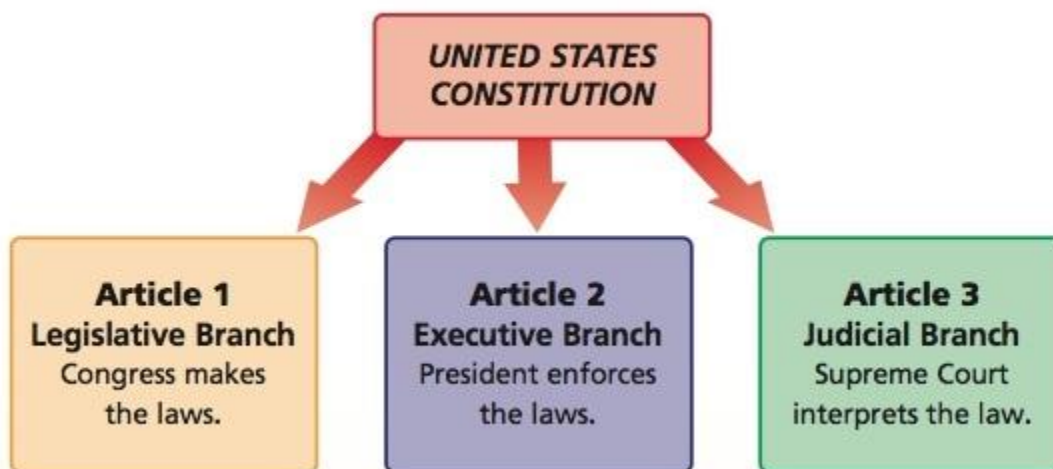 UNITED STATES
CONSTITUTION
Article 1
Legislative Branch
Congress makes
the laws.
Article 2
Executive Branch
President enforces
the laws.
Article 3
Judicial Branch
Supreme Court
interprets the law.